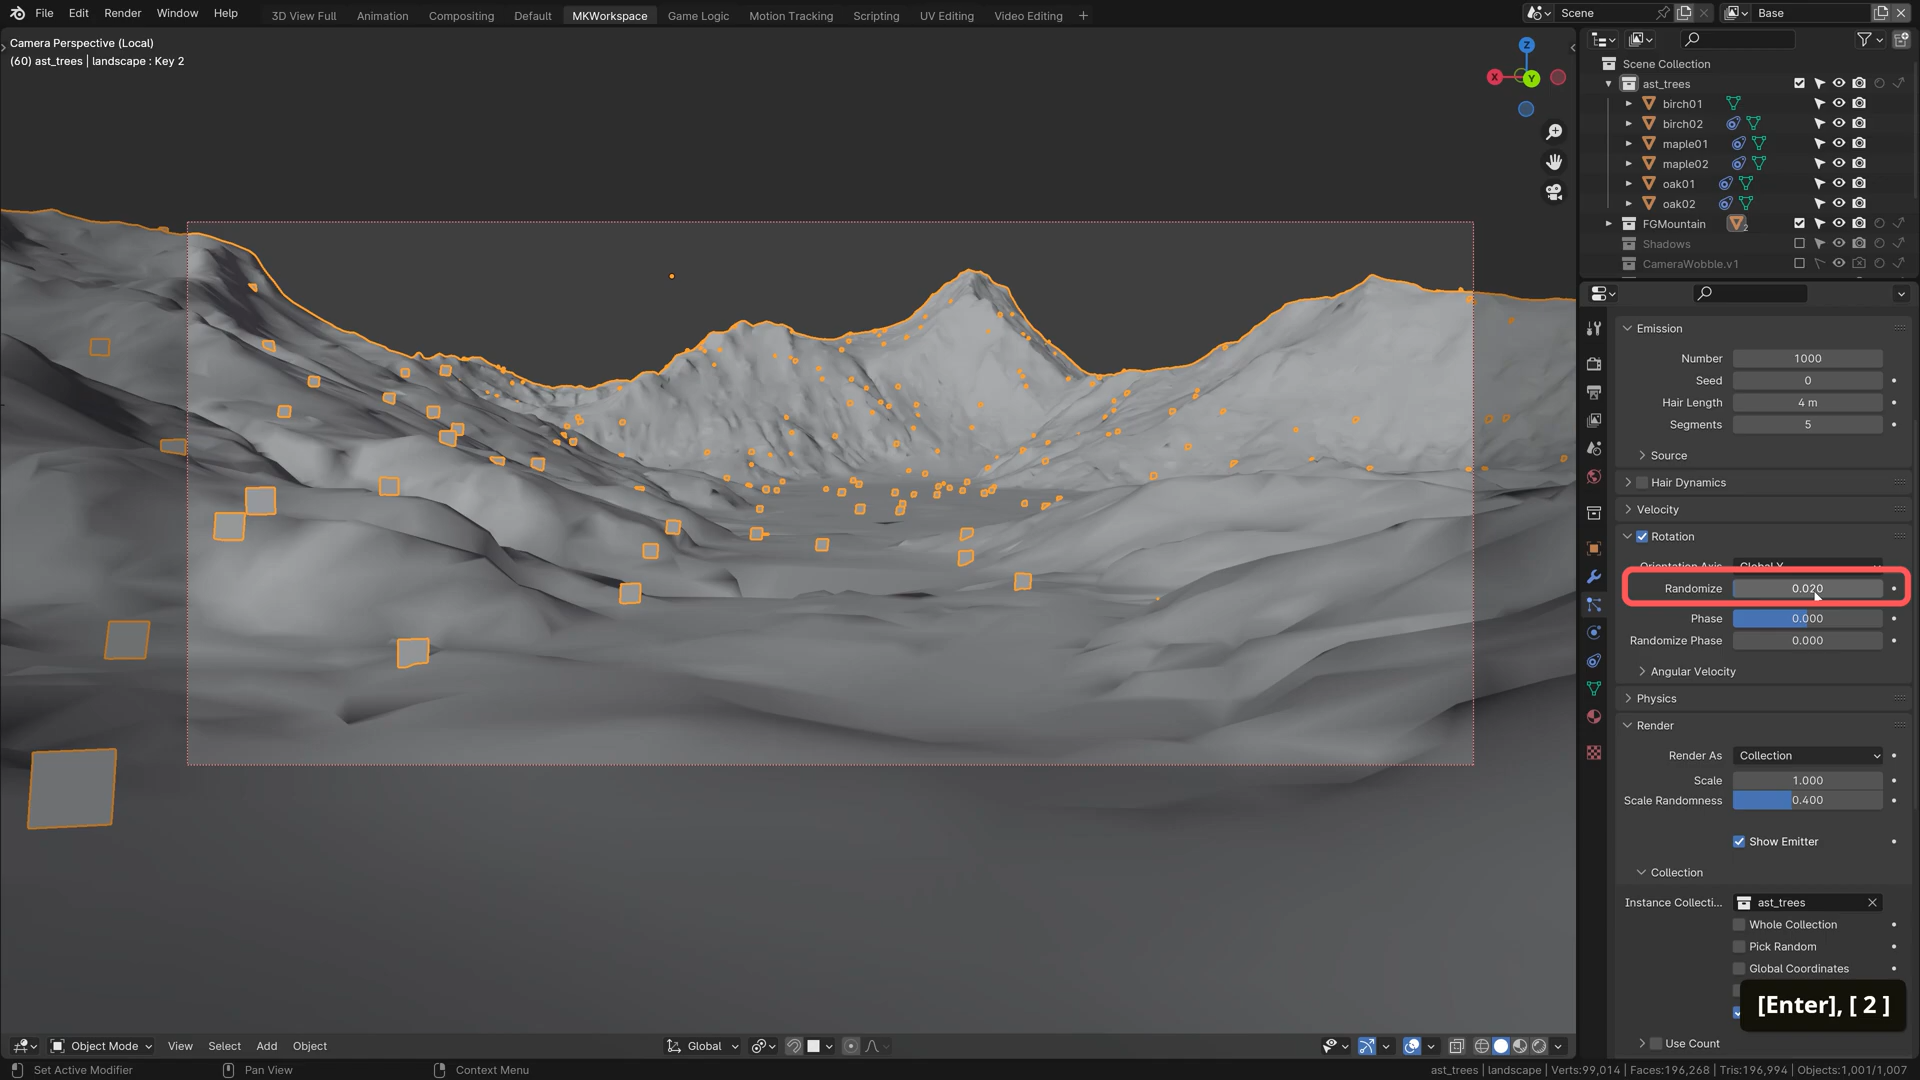 File Edit Render Window Help 3D View Full Animation Compositing Default MKWorkspace Game Logic Motion Tracking Scripting UV Editing Video Editing + Scene Base
Camera Perspective (Local)
(60) ast_trees | landscape : Key 2
Z
X
Y
Scene Collection
ast_trees
birch01
birch02
maple01
maple02
oak01
oak02
FGMountain 2
Shadows
CameraWobble.v1
Emission
Number 1000
Seed 0
Hair Length 4 m
Segments 5
Source
Hair Dynamics
Velocity
Rotation
Orientation Axis Global Y
Randomize 0.020
Phase 0.000
Randomize Phase 0.000
Angular Velocity
Physics
Render
Render As Collection
Scale 1.000
Scale Randomness 0.400
Show Emitter
Collection
Instance Collecti... ast_trees
Whole Collection
Pick Random
Global Coordinates
[Enter], [ 2 ]
Use Count
Object Mode View Select Add Object Global
Set Active Modifier Pan View Context Menu ast_trees | landscape | Verts:99,014 | Faces:196,268 | Tris:196,994 | Objects:1,001/1,007